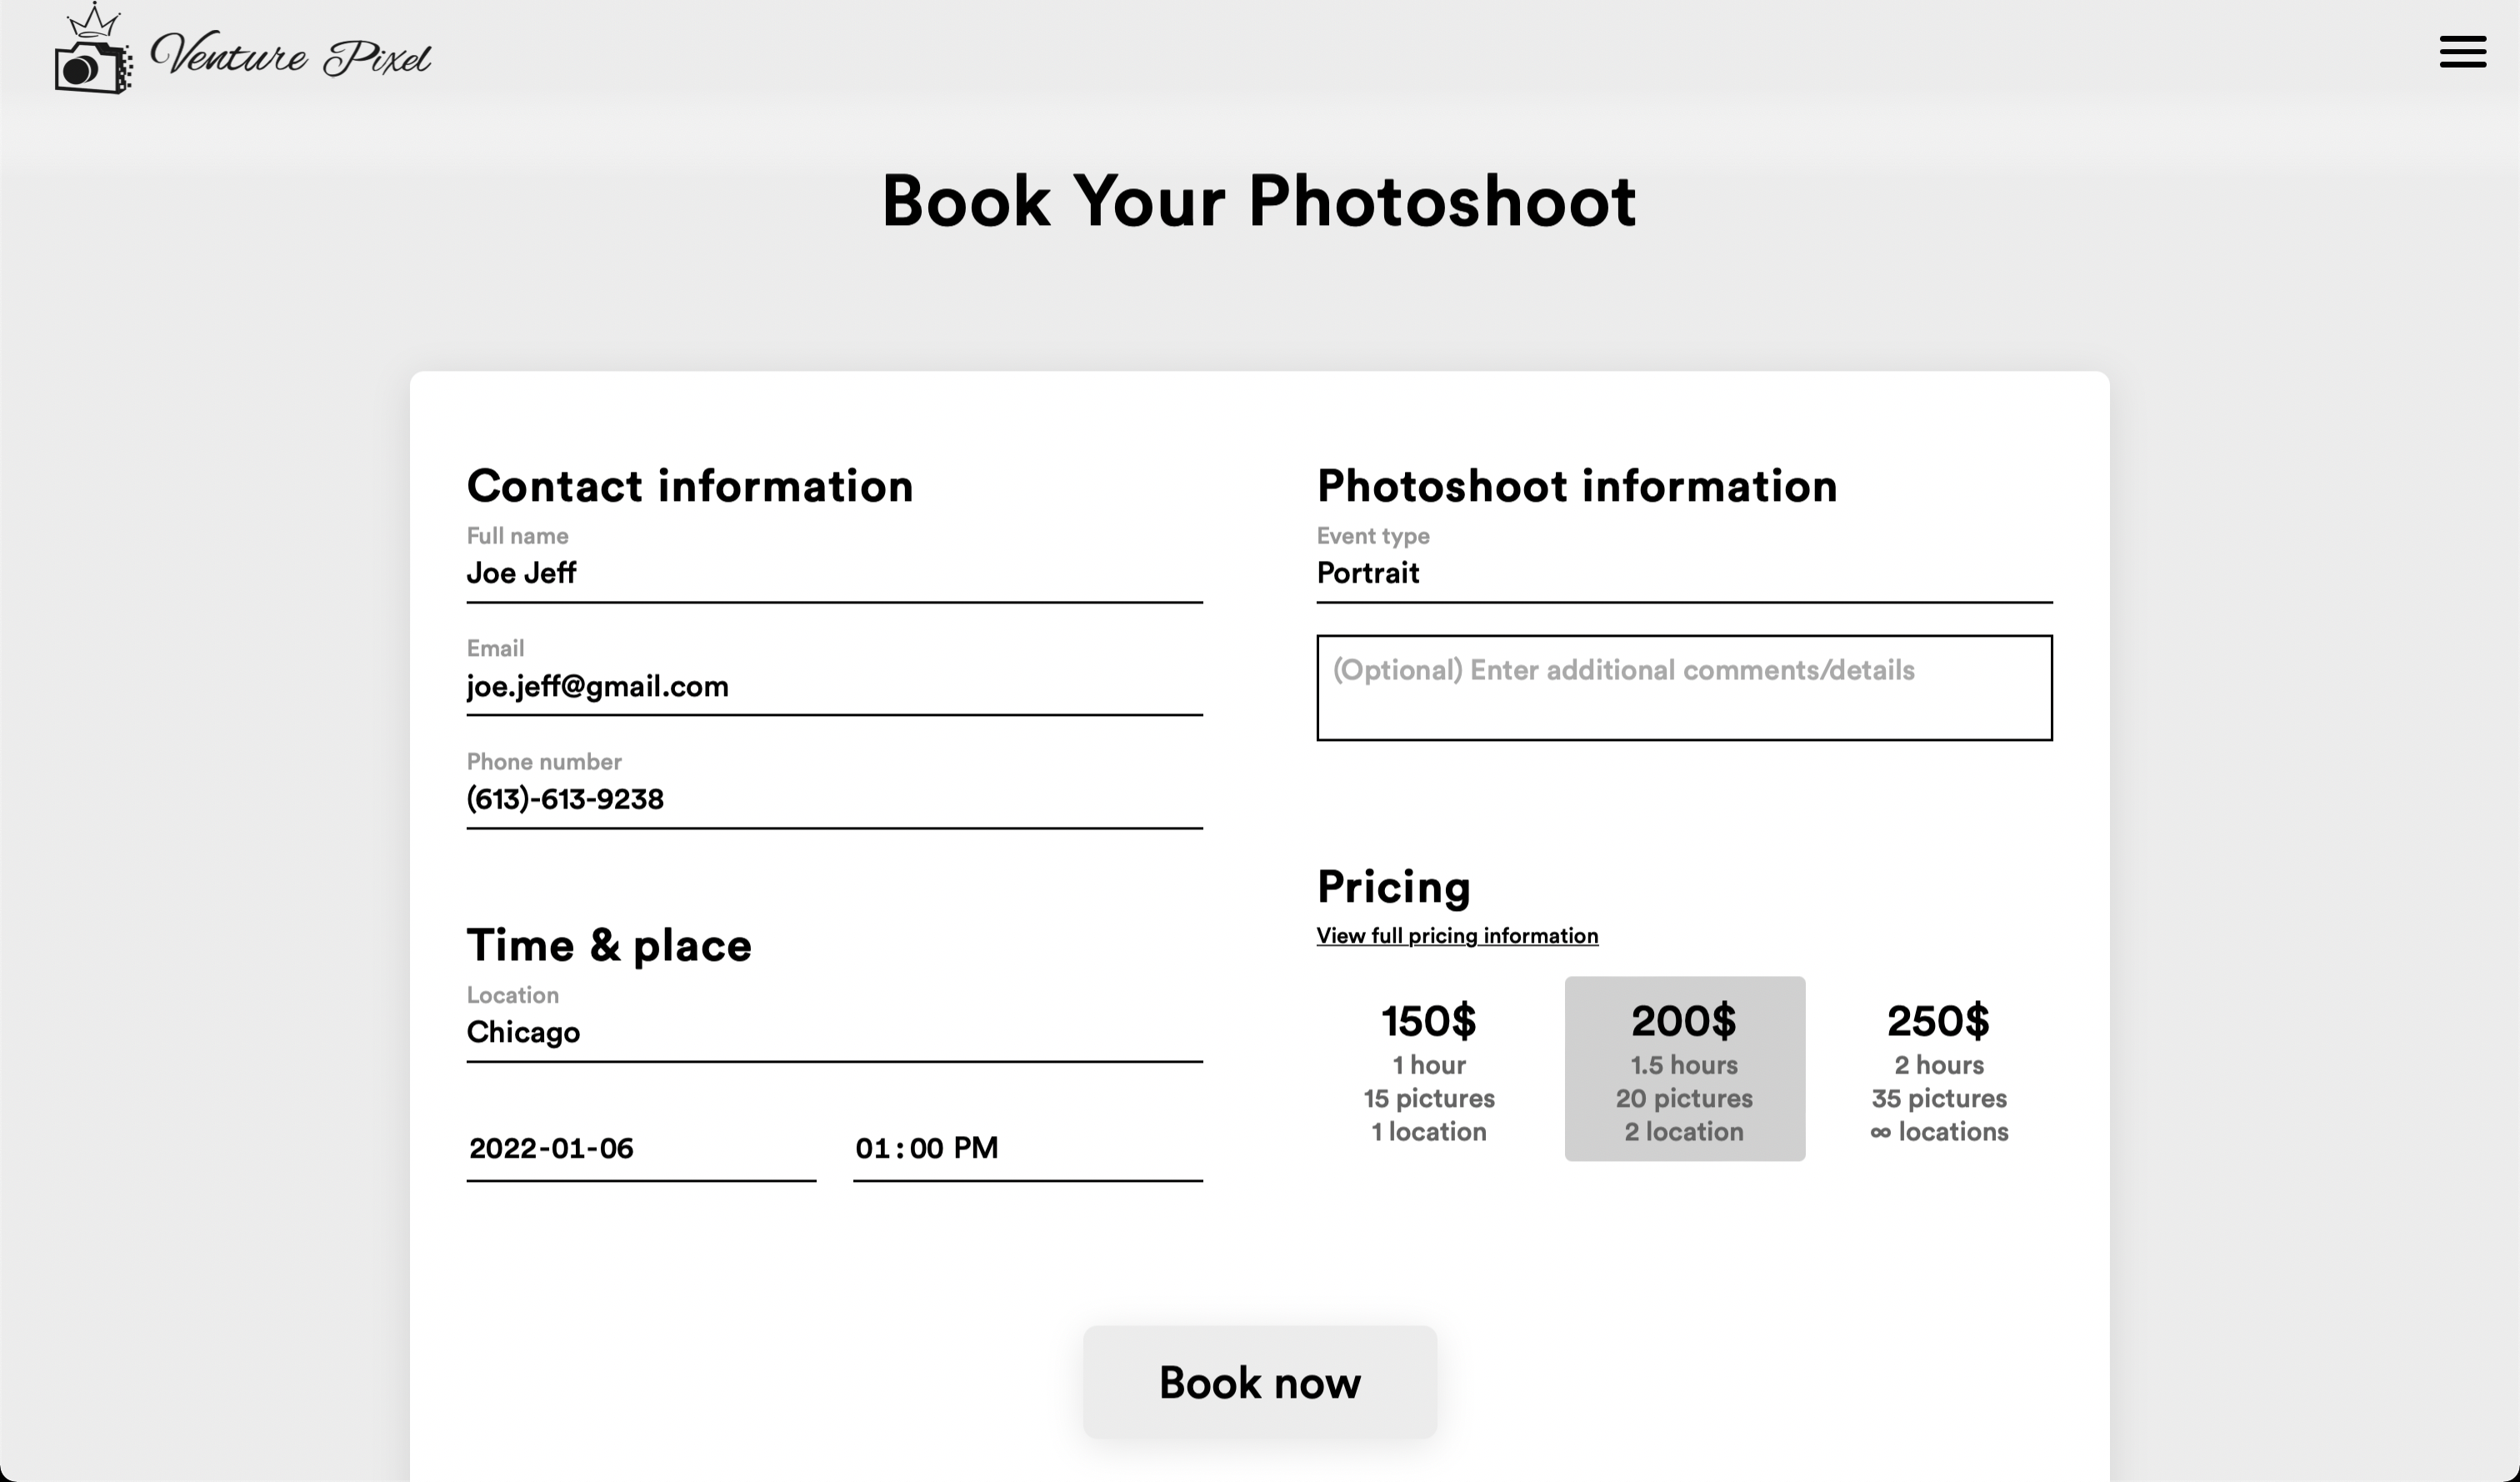 Venture Pixel
Book Your Photoshoot
Contact information
Full name
Joe Jeff
Email
joe.jeff@gmail.com
Phone number
(613)-613-9238
Time & place
Location
Chicago
2022-01-06
01:00 PM
Photoshoot information
Event type
Portrait
(Optional) Enter additional comments/details
Pricing
View full pricing information
150$
1 hour
15 pictures
1 location
200$
1.5 hours
20 pictures
2 location
250$
2 hours
35 pictures
∞ locations
Book now